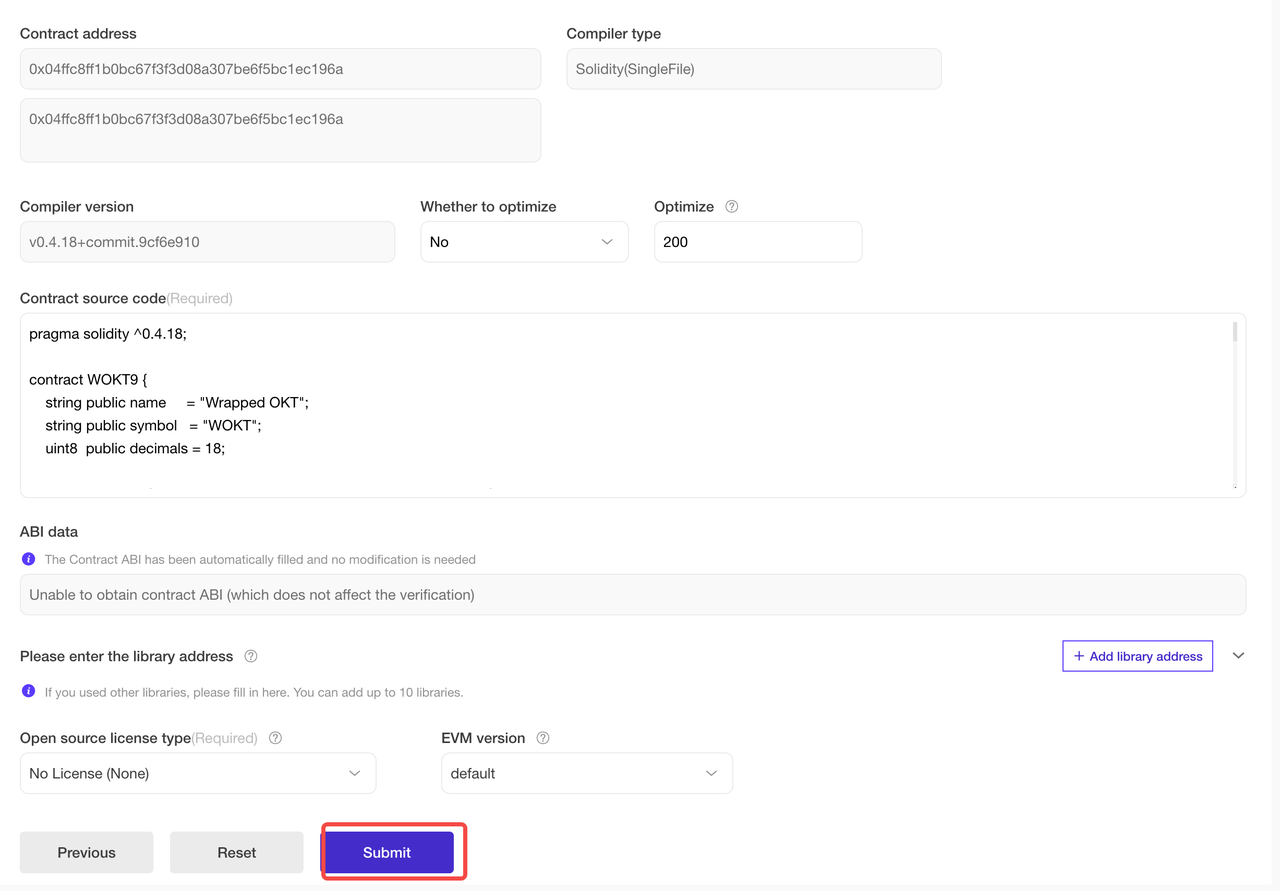 Contract address
Compiler type
0x04ffc8ff1b0bc67f3f3d08a307be6f5bc1ec196a
Solidity(SingleFile)
0x04ffc8ff1b0bc67f3f3d08a307be6f5bc1ec196a
Compiler version
Whether to optimize
Optimize ?
v0.4.18+commit.9cf6e910
No
200
Contract source code(Required)
pragma solidity ^0.4.18;
contract WOKT9 {
string public name     = "Wrapped OKT";
string public symbol   = "WOKT";
uint8  public decimals = 18;
ABI data
i The Contract ABI has been automatically filled and no modification is needed
Unable to obtain contract ABI (which does not affect the verification)
Please enter the library address ?
+ Add library address
i If you used other libraries, please fill in here. You can add up to 10 libraries.
Open source license type(Required) ?
EVM version ?
No License (None)
default
Previous
Reset
Submit